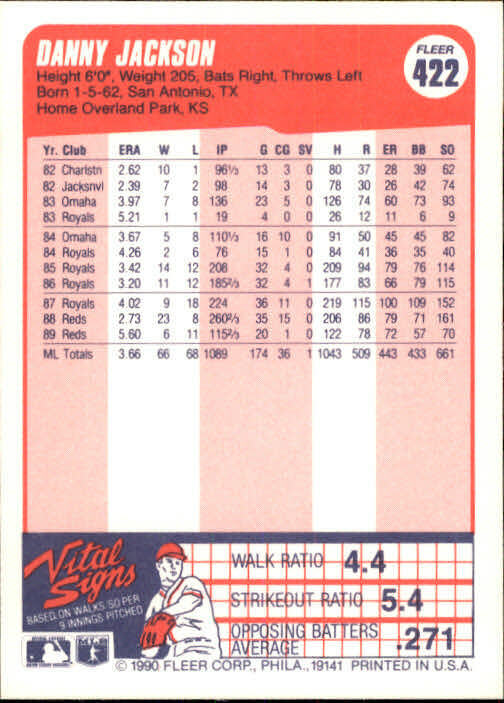 DANNY JACKSON
FLEER
422
Height 6'0", Weight 205, Bats Right, Throws Left
Born 1-5-62, San Antonio, TX
Home Overland Park, KS
Yr. Club ERA W L IP G CG SV H R ER BB SO
82 Charlstn 2.62 10 1 96⅓ 13 3 0 80 37 28 39 62
82 Jacksnvl 2.39 7 2 98 14 3 0 78 30 26 42 74
83 Omaha 3.97 7 8 136 23 5 0 126 74 60 73 93
83 Royals 5.21 1 1 19 4 0 0 26 12 11 6 9
84 Omaha 3.67 5 8 110⅓ 16 10 0 91 50 45 45 82
84 Royals 4.26 2 6 76 15 1 0 84 41 36 35 40
85 Royals 3.42 14 12 208 32 4 0 209 94 79 76 114
86 Royals 3.20 11 12 185⅔ 32 4 1 177 83 66 79 115
87 Royals 4.02 9 18 224 36 11 0 219 115 100 109 152
88 Reds 2.73 23 8 260⅔ 35 15 0 206 86 79 71 161
89 Reds 5.60 6 11 115⅔ 20 1 0 122 78 72 57 70
ML Totals 3.66 66 68 1089 174 36 1 1043 509 443 433 661
Vital Signs
BASED ON WALKS/SO PER
9 INNINGS PITCHED
WALK RATIO 4.4
STRIKEOUT RATIO 5.4
OPPOSING BATTERS
AVERAGE .271
© 1990 FLEER CORP., PHILA., 19141 PRINTED IN U.S.A.